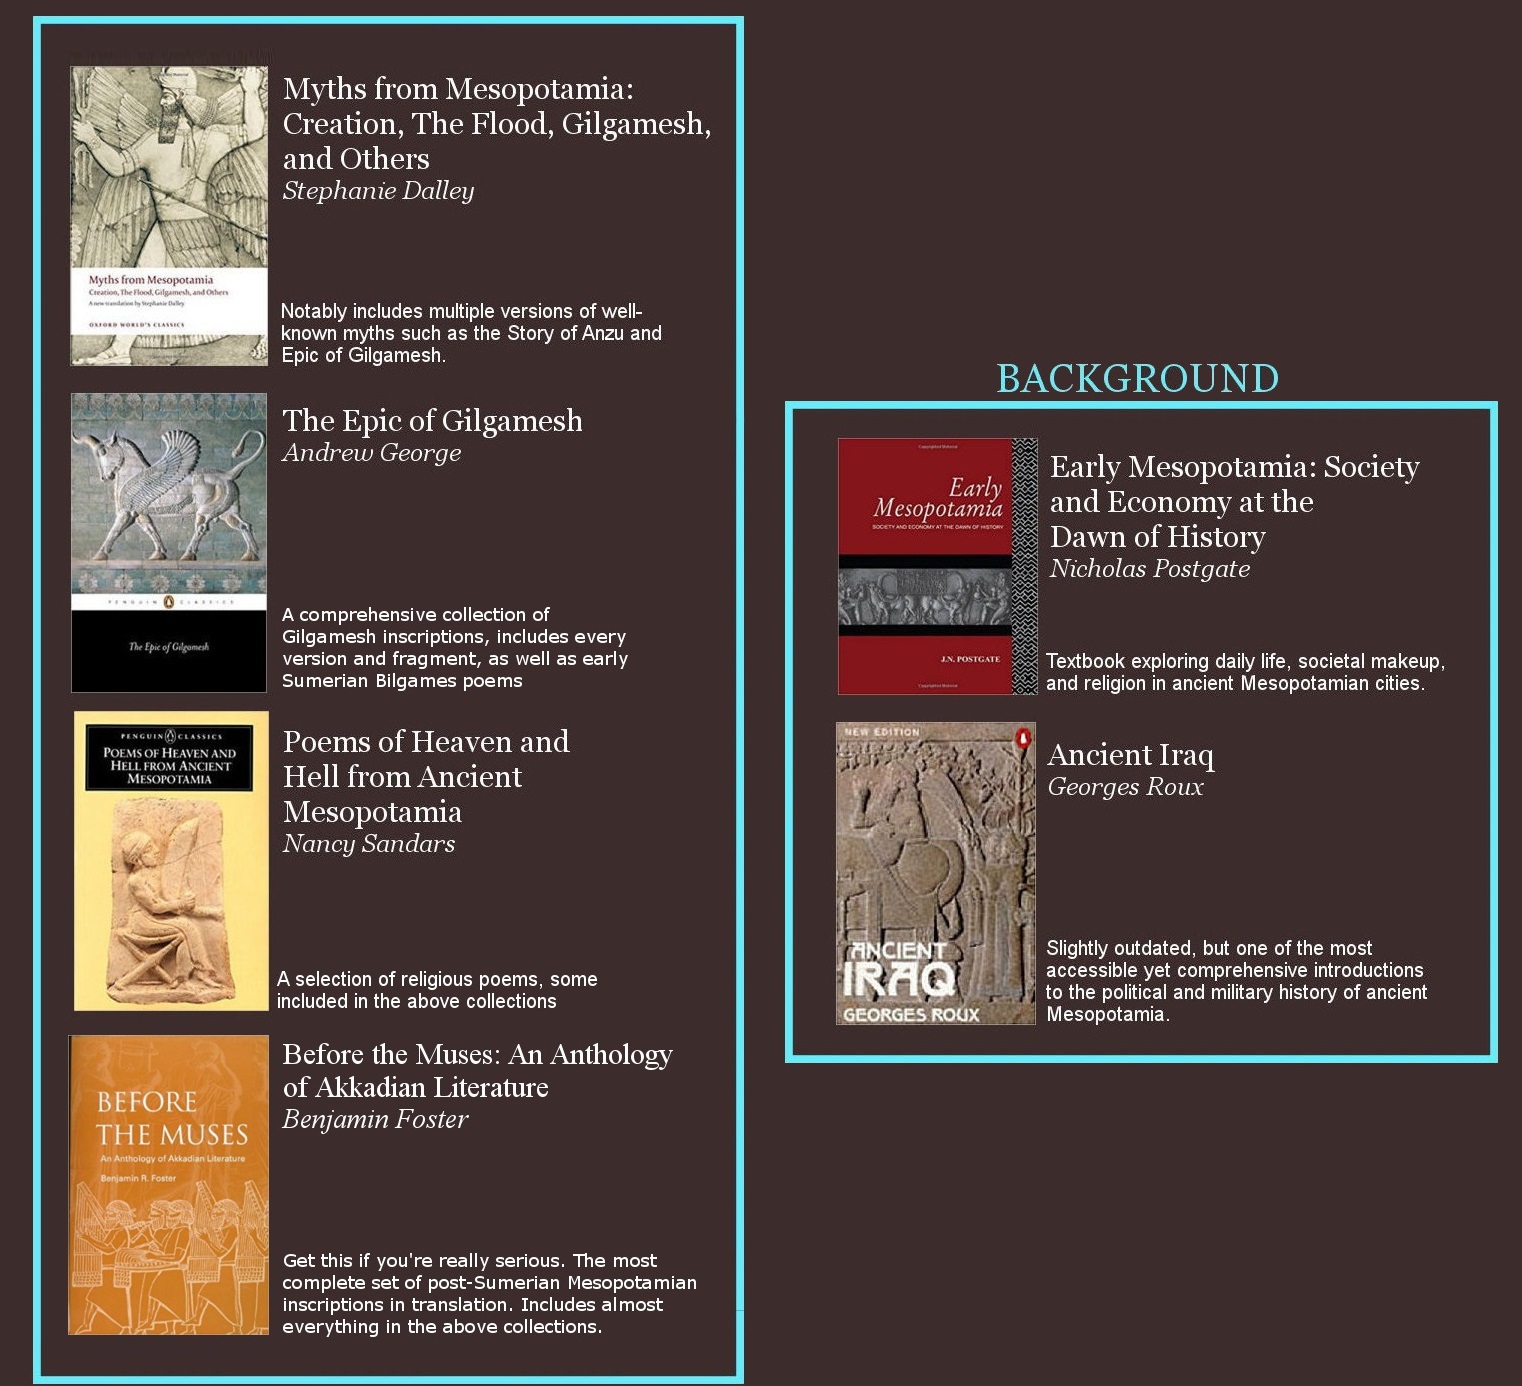 Myths from Mesopotamia:
Creation, The Flood, Gilgamesh,
and Others
Stephanie Dalley
Myths from Mesopotamia
Creation, The Flood, Gilgamesh, and Others
A new translation by Stephanie Dalley
OXFORD WORLD'S CLASSICS
Notably includes multiple versions of well-
known myths such as the Story of Anzu and
Epic of Gilgamesh.
The Epic of Gilgamesh
Andrew George
PENGUIN CLASSICS
The Epic of Gilgamesh
A comprehensive collection of
Gilgamesh inscriptions, includes every
version and fragment, as well as early
Sumerian Bilgames poems
PENGUIN CLASSICS
POEMS OF HEAVEN AND
HELL FROM ANCIENT
MESOPOTAMIA
Poems of Heaven and
Hell from Ancient
Mesopotamia
Nancy Sandars
A selection of religious poems, some
included in the above collections
Before the Muses: An Anthology
of Akkadian Literature
Benjamin Foster
BEFORE
THE MUSES
An Anthology of Akkadian Literature
Benjamin R. Foster
Get this if you're really serious. The most
complete set of post-Sumerian Mesopotamian
inscriptions in translation. Includes almost
everything in the above collections.
BACKGROUND
Copyrighted Material
Early
Mesopotamia
SOCIETY AND ECONOMY AT THE DAWN OF HISTORY
J.N. POSTGATE
Copyrighted Material
Early Mesopotamia: Society
and Economy at the
Dawn of History
Nicholas Postgate
Textbook exploring daily life, societal makeup,
and religion in ancient Mesopotamian cities.
NEW EDITION
ANCIENT
IRAQ
GEORGES ROUX
Ancient Iraq
Georges Roux
Slightly outdated, but one of the most
accessible yet comprehensive introductions
to the political and military history of ancient
Mesopotamia.